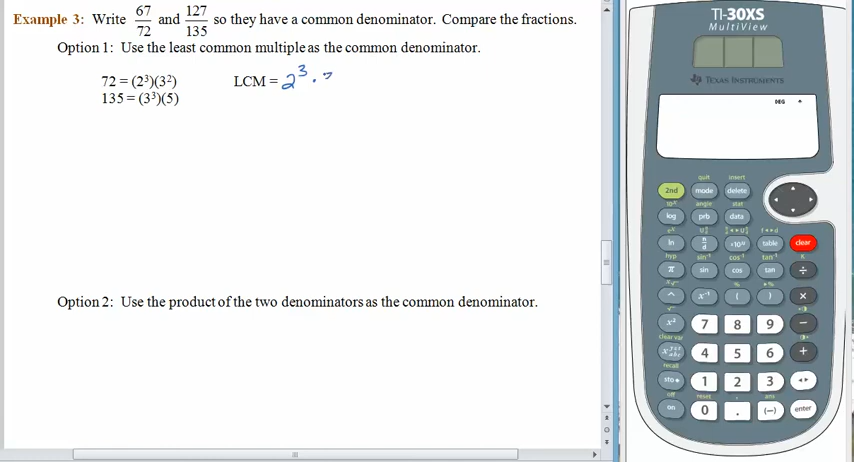 Example 3: Write 67/72 and 127/135 so they have a common denominator. Compare the fractions.
Option 1: Use the least common multiple as the common denominator.
72 = (2³)(3²)
LCM = 2³ ·
135 = (3³)(5)
Option 2: Use the product of the two denominators as the common denominator.
TI-30XS
MultiView
TEXAS INSTRUMENTS
DEG
quit insert
2nd mode delete
angle stat
log prb data
ln n/d table clear
hyp sin⁻¹ cos⁻¹ tan⁻¹
π sin cos tan ÷
^ x⁻¹ ( ) ×
x² 7 8 9 −
clear var
4 5 6 +
recall
sto▸ 1 2 3 ◂▸
off reset , ans
on 0 . (−) enter